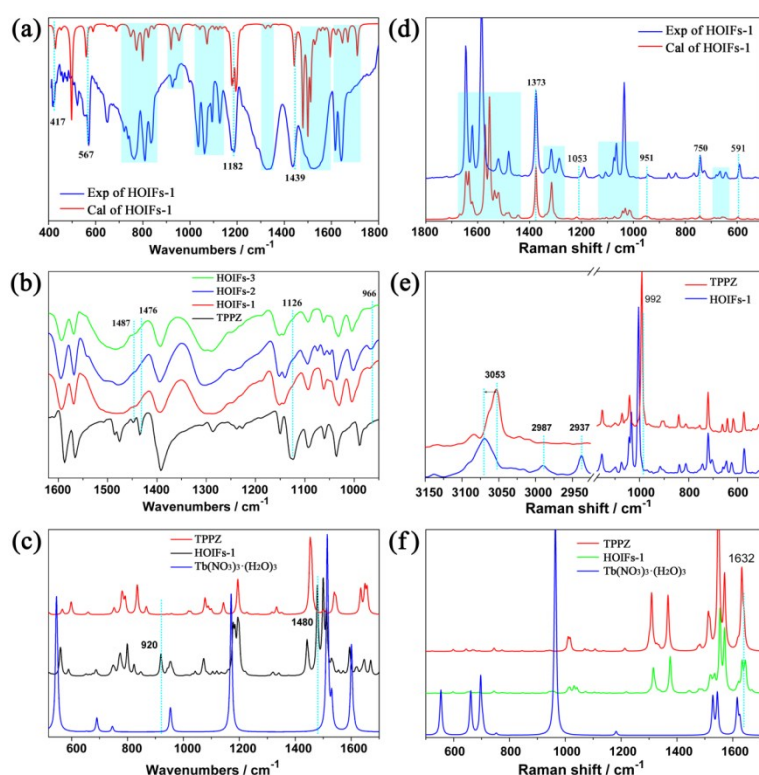 (a)
417
567
1182
1439
Exp of HOIFs-1
Cal of HOIFs-1
400 600 800 1000 1200 1400 1600 1800
Wavenumbers / cm⁻¹
(d)
Exp of HOIFs-1
Cal of HOIFs-1
1373
1053
951
750
591
1800 1600 1400 1200 1000 800 600
Raman shift / cm⁻¹
(b)
HOIFs-3
HOIFs-2
HOIFs-1
TPPZ
1487
1476
1126
966
1600 1500 1400 1300 1200 1100 1000
Wavenumbers / cm⁻¹
(e)
TPPZ
HOIFs-1
992
3053
2987
2937
3150 3100 3050 3000 2950 1000 800 600
Raman shift / cm⁻¹
(c)
TPPZ
HOIFs-1
Tb(NO₃)₃·(H₂O)₃
920
1480
600 800 1000 1200 1400 1600
Wavenumbers / cm⁻¹
(f)
TPPZ
HOIFs-1
Tb(NO₃)₃·(H₂O)₃
1632
600 800 1000 1200 1400 1600
Raman shift / cm⁻¹